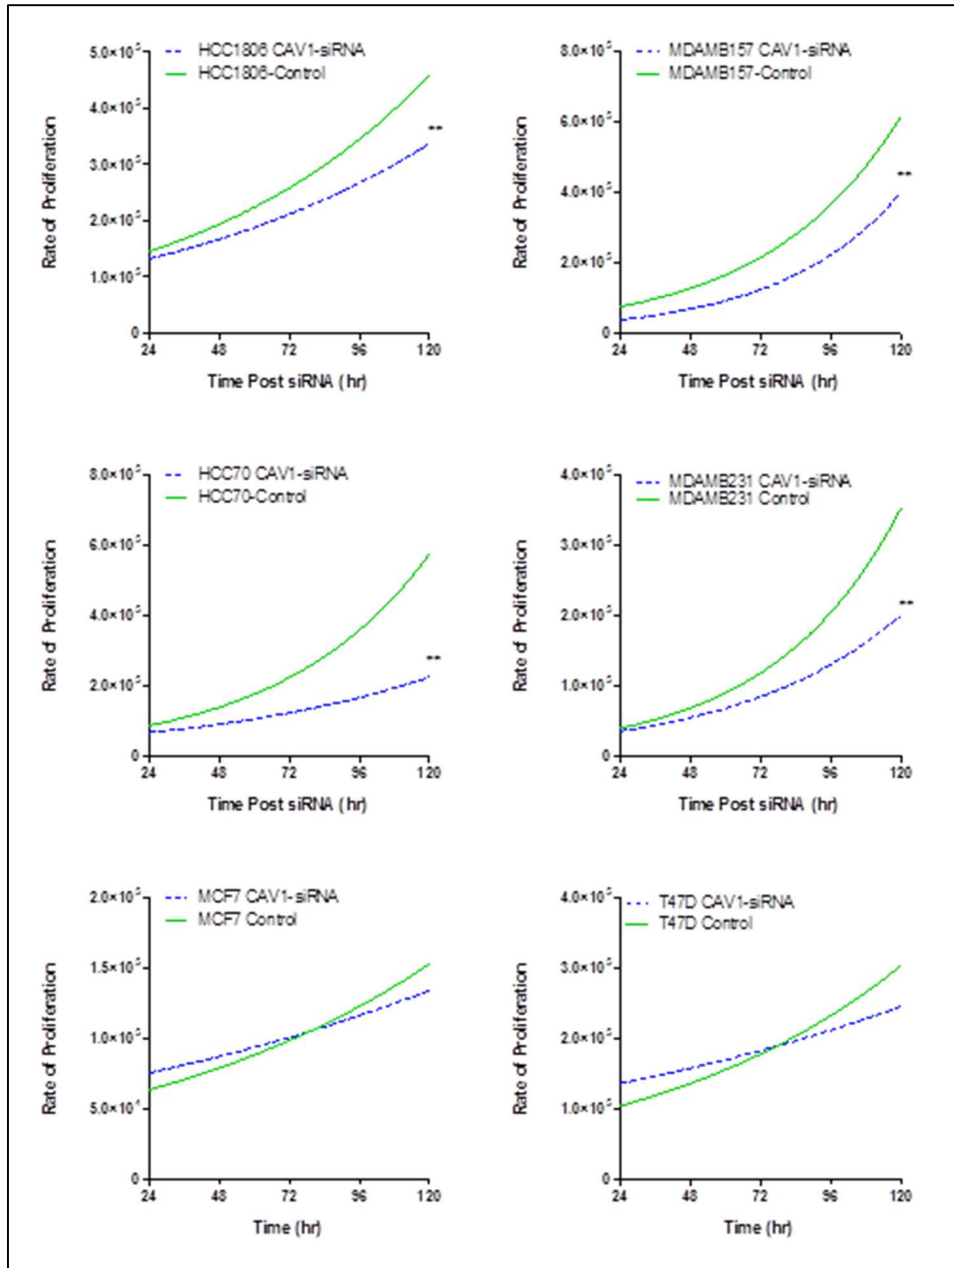 HCC1806 CAV1-siRNA
HCC1806-Control
Rate of Proliferation
5.0×10⁵
4.0×10⁵
3.0×10⁵
2.0×10⁵
1.0×10⁵
0
**
24 48 72 96 120
Time Post siRNA (hr)
MDAMB157 CAV1-siRNA
MDAMB157-Control
Rate of Proliferation
8.0×10⁵
6.0×10⁵
4.0×10⁵
2.0×10⁵
0
**
24 48 72 96 120
Time Post siRNA (hr)
HCC70 CAV1-siRNA
HCC70-Control
Rate of Proliferation
8.0×10⁵
6.0×10⁵
4.0×10⁵
2.0×10⁵
0
**
24 48 72 96 120
Time Post siRNA (hr)
MDAMB231 CAV1-siRNA
MDAMB231 Control
Rate of Proliferation
4.0×10⁵
3.0×10⁵
2.0×10⁵
1.0×10⁵
0
**
24 48 72 96 120
Time Post siRNA (hr)
MCF7 CAV1-siRNA
MCF7 Control
Rate of Proliferation
2.0×10⁵
1.5×10⁵
1.0×10⁵
5.0×10⁴
0
24 48 72 96 120
Time (hr)
T47D CAV1-siRNA
T47D Control
Rate of Proliferation
4.0×10⁵
3.0×10⁵
2.0×10⁵
1.0×10⁵
0
24 48 72 96 120
Time (hr)